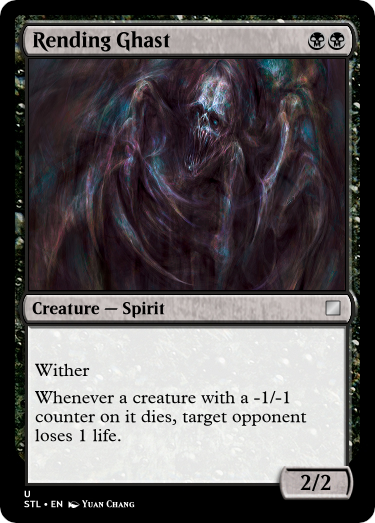 Rending Ghast
Creature — Spirit
Wither
Whenever a creature with a -1/-1
counter on it dies, target opponent
loses 1 life.
2/2
U
STL • EN Yuan Chang